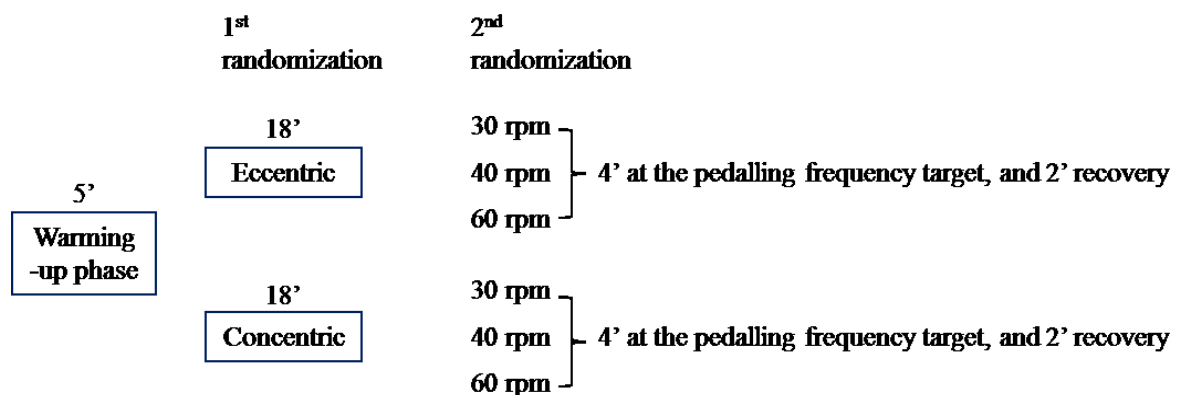 1st
randomization
2nd
randomization
5’
Warming
-up phase
18’
Eccentric
30 rpm
40 rpm
60 rpm
4’ at the pedalling frequency target, and 2’ recovery
18’
Concentric
30 rpm
40 rpm
60 rpm
4’ at the pedalling frequency target, and 2’ recovery